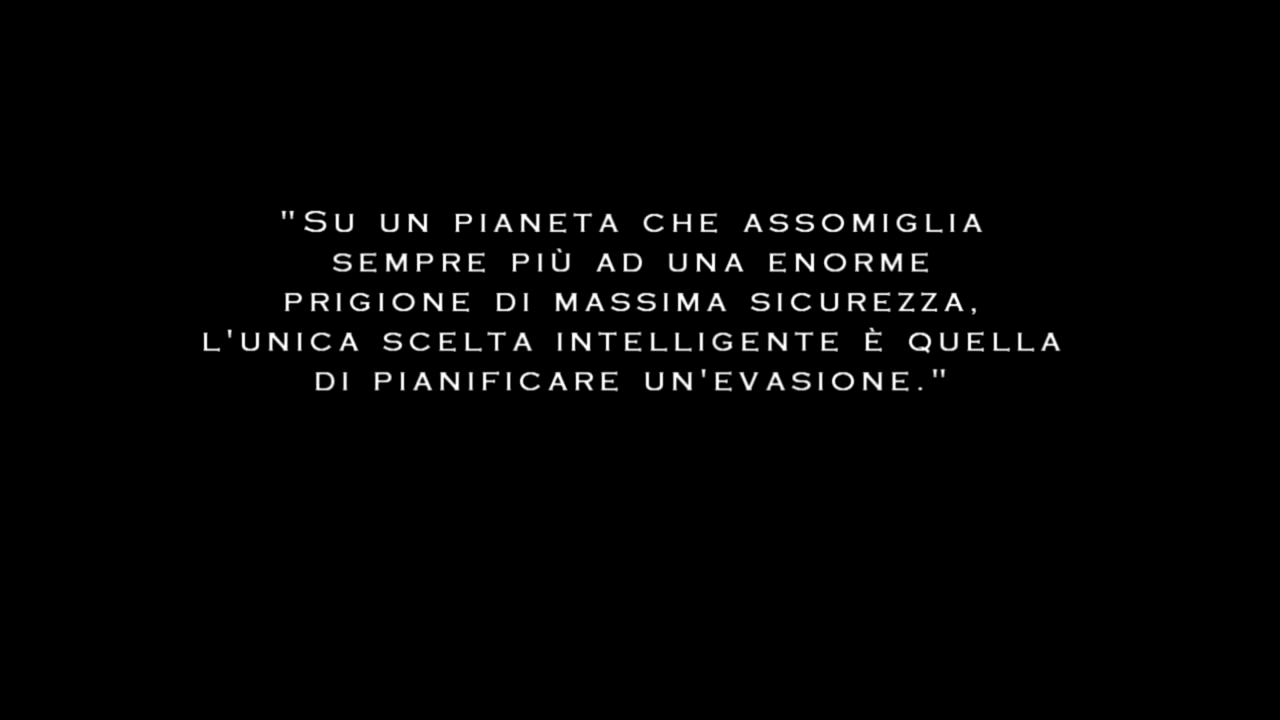 "Su un pianeta che assomiglia
sempre più ad una enorme
prigione di massima sicurezza,
l'unica scelta intelligente è quella
di pianificare un'evasione."